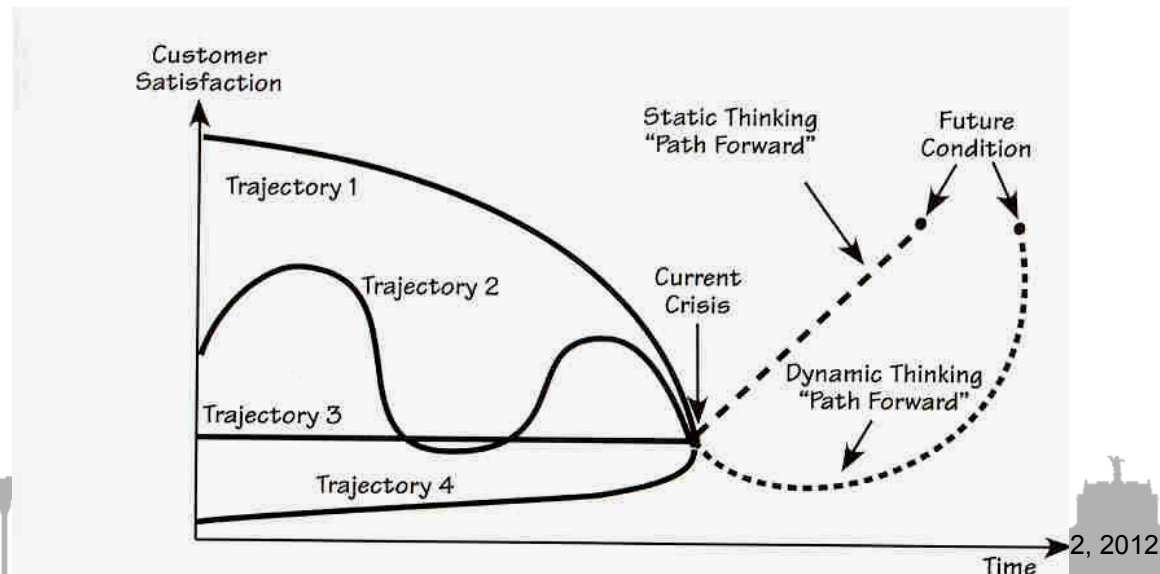 Customer
Satisfaction
Static Thinking
"Path Forward"
Future
Condition
Trajectory 1
Trajectory 2
Current
Crisis
Dynamic Thinking
"Path Forward"
Trajectory 3
Trajectory 4
2, 2012
Time